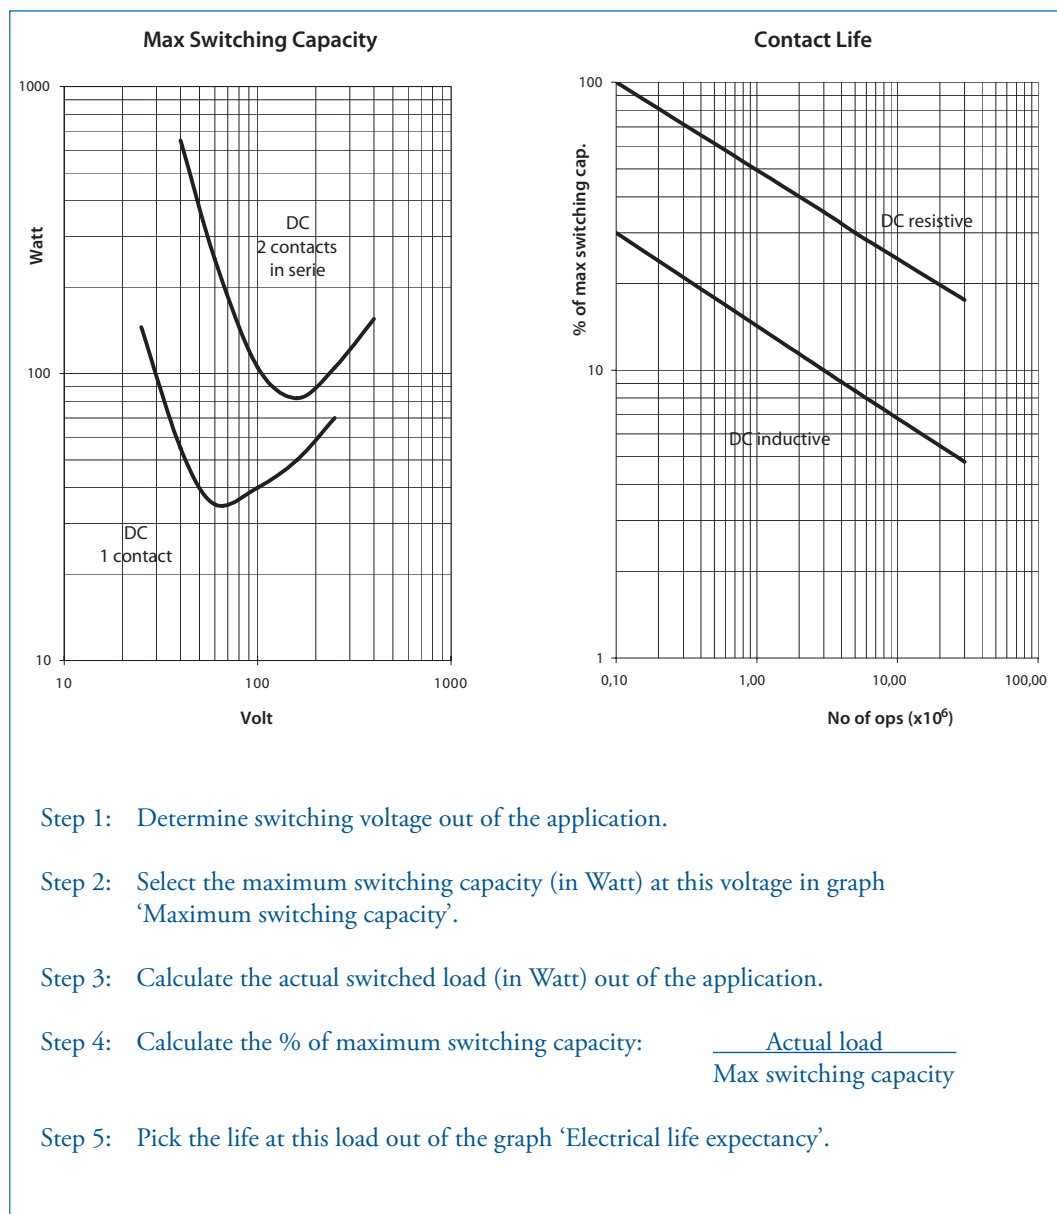 Max Switching Capacity
1000
100
10
10
100
1000
Watt
Volt
DC
2 contacts
in serie
DC
1 contact
Contact Life
100
10
1
0,10
1,00
10,00
100,00
% of max switching cap.
No of ops (x10⁶)
DC resistive
DC inductive
Step 1: Determine switching voltage out of the application.
Step 2: Select the maximum switching capacity (in Watt) at this voltage in graph
‘Maximum switching capacity’.
Step 3: Calculate the actual switched load (in Watt) out of the application.
Step 4: Calculate the % of maximum switching capacity: Actual load
Max switching capacity
Step 5: Pick the life at this load out of the graph ‘Electrical life expectancy’.